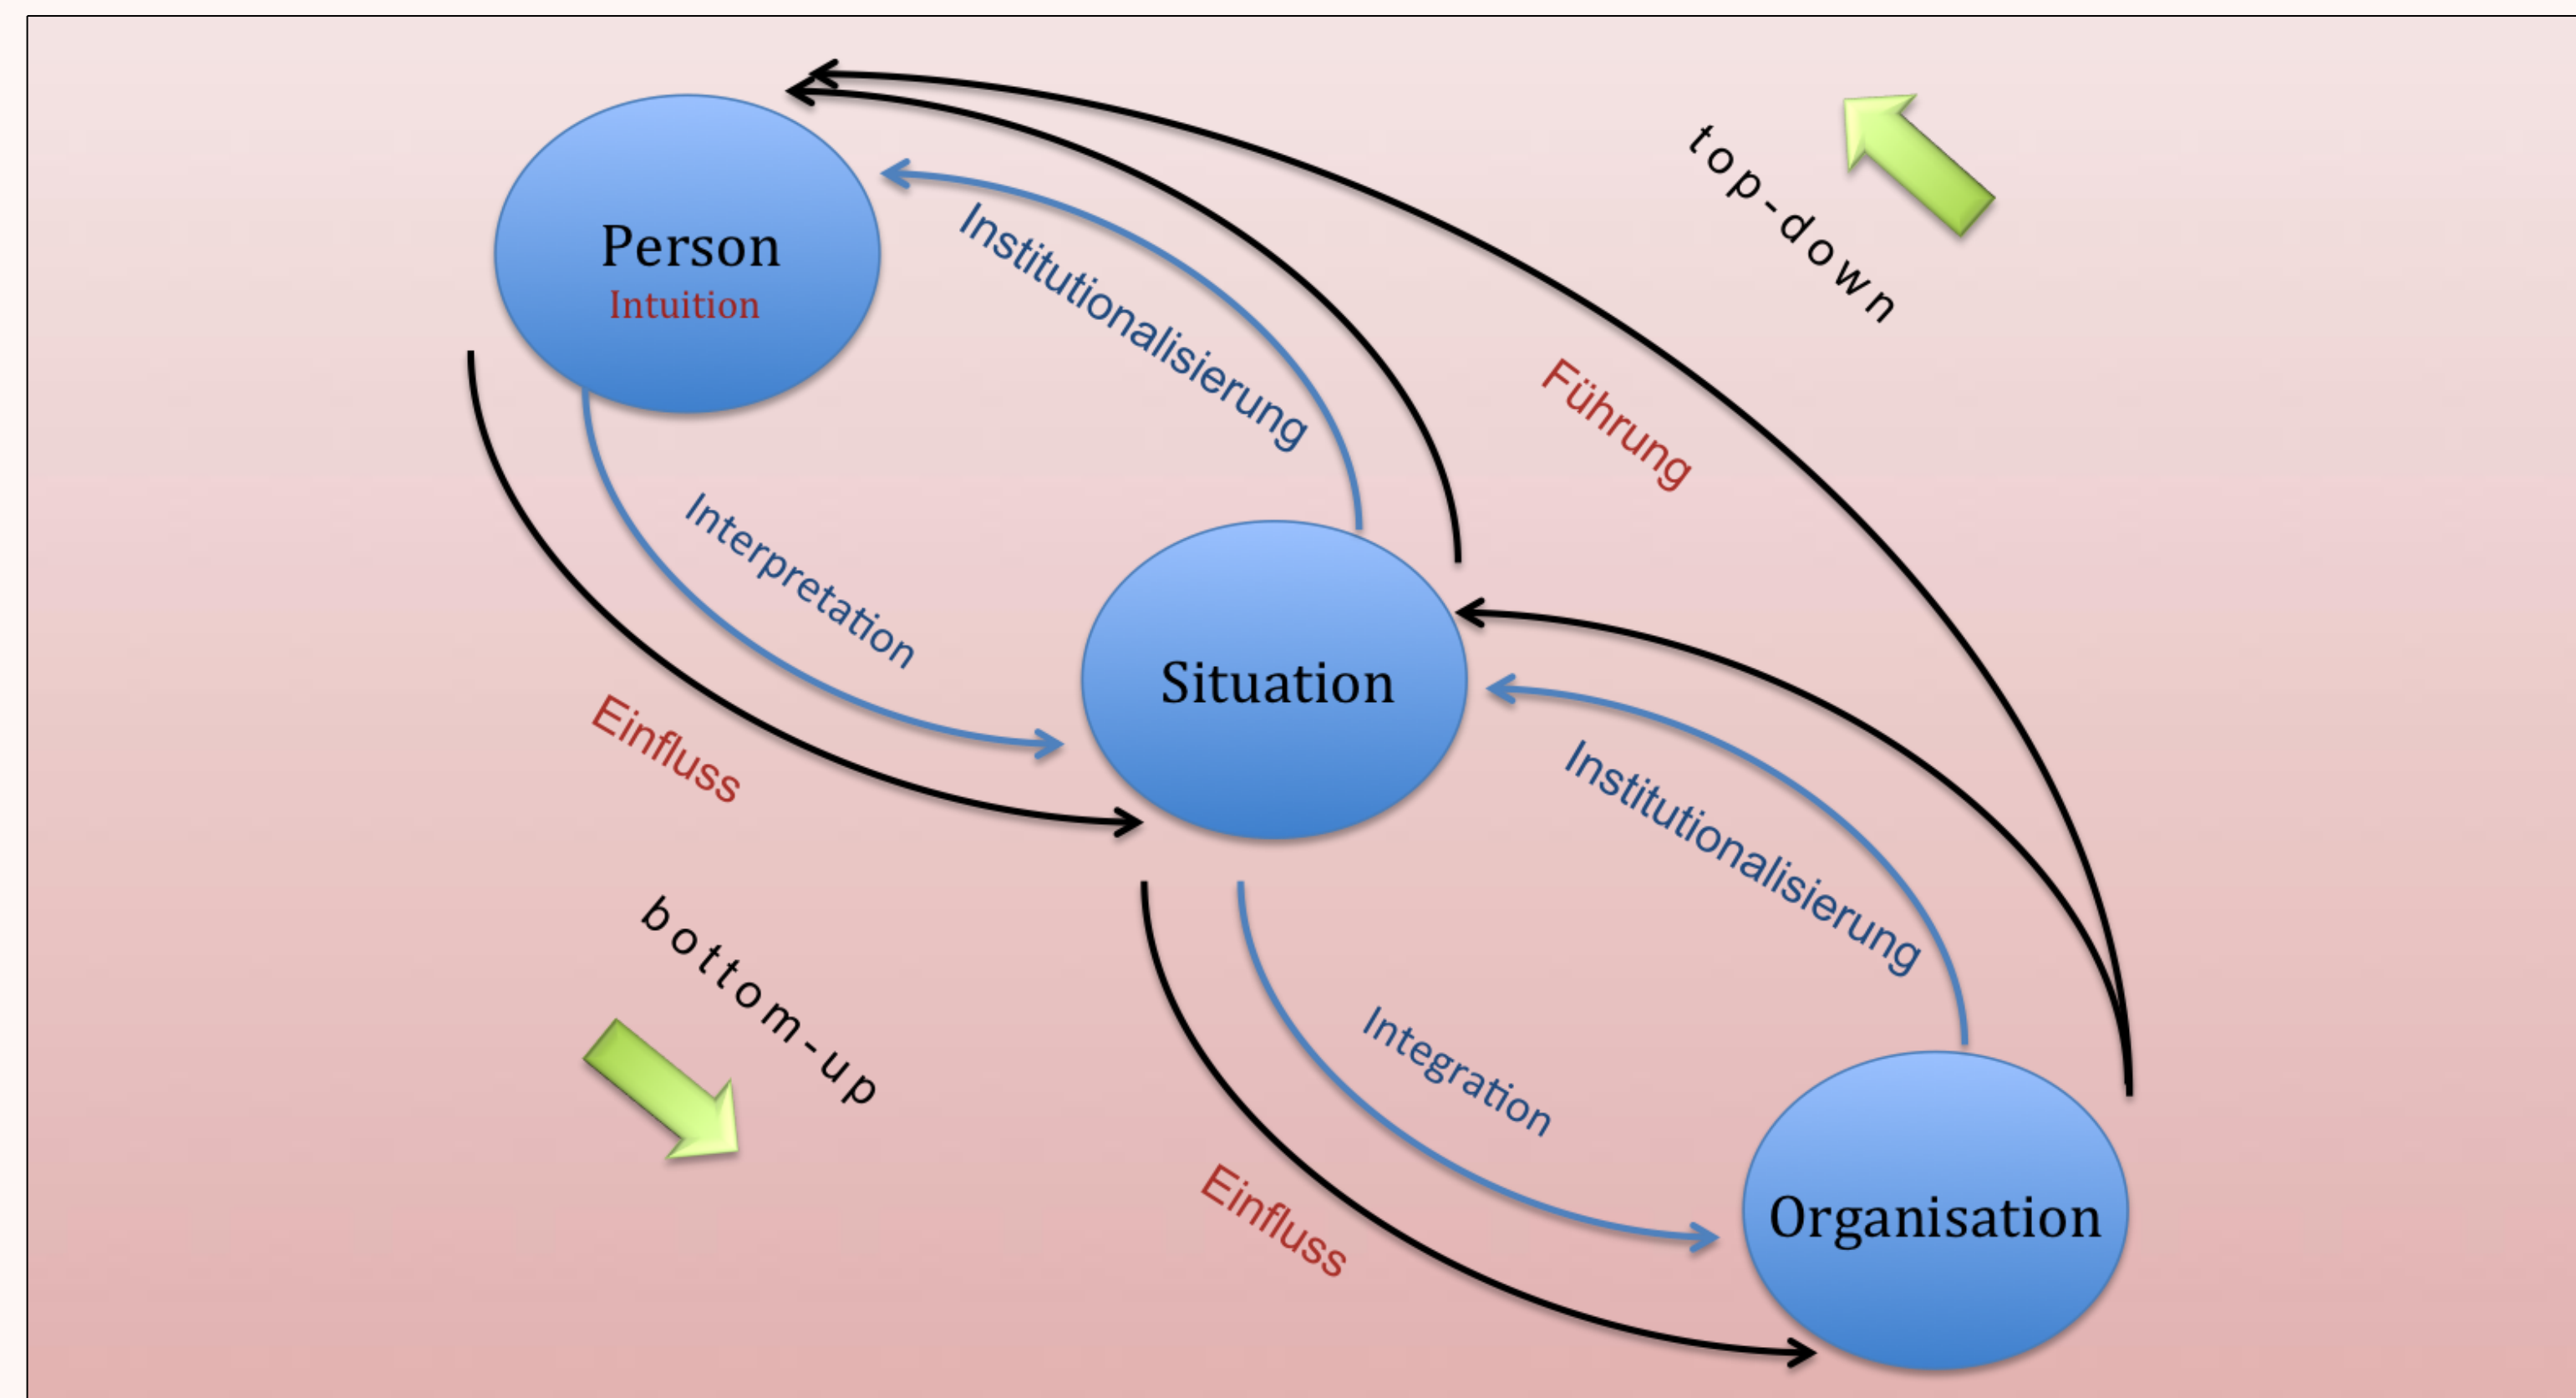 Person
Intuition
Institutionalisierung
top-down
Führung
Interpretation
Einfluss
Situation
Institutionalisierung
bottom-up
Integration
Einfluss
Organisation